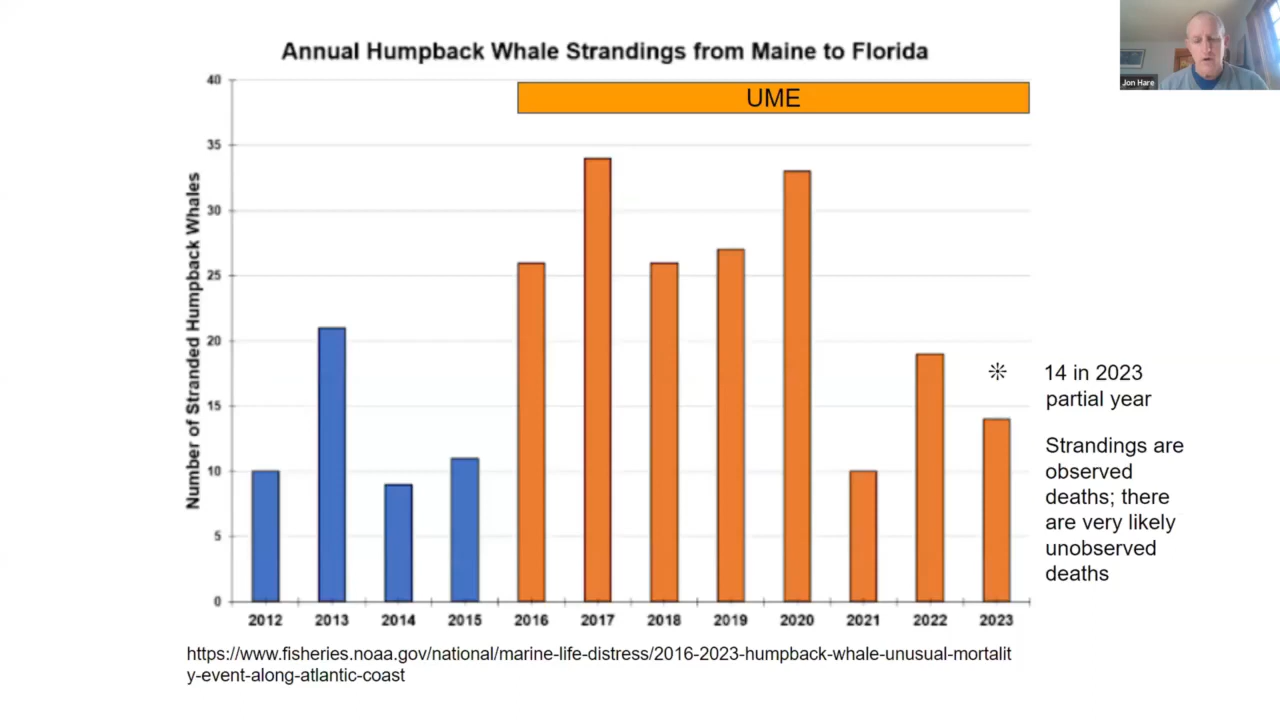 Annual Humpback Whale Strandings from Maine to Florida
Jon Hare
UME
Number of Stranded Humpback Whales
40
35
30
25
20
15
10
5
0
2012 2013 2014 2015 2016 2017 2018 2019 2020 2021 2022 2023
14 in 2023
partial year
Strandings are
observed
deaths; there
are very likely
unobserved
deaths
https://www.fisheries.noaa.gov/national/marine-life-distress/2016-2023-humpback-whale-unusual-mortalit
y-event-along-atlantic-coast